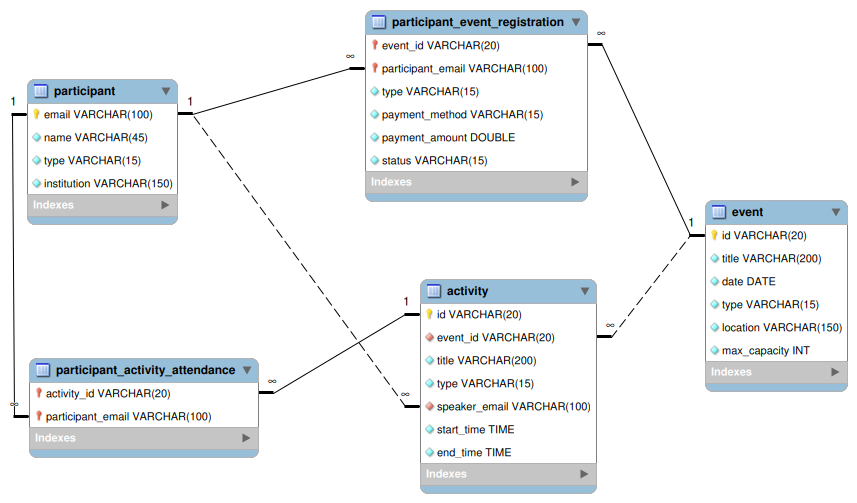 participant_event_registration
event_id VARCHAR(20)
participant_email VARCHAR(100)
type VARCHAR(15)
payment_method VARCHAR(15)
payment_amount DOUBLE
status VARCHAR(15)
Indexes
∞
∞
participant
1
1
email VARCHAR(100)
name VARCHAR(45)
type VARCHAR(15)
institution VARCHAR(150)
Indexes
event
1
id VARCHAR(20)
title VARCHAR(200)
date DATE
type VARCHAR(15)
location VARCHAR(150)
max_capacity INT
Indexes
activity
1
id VARCHAR(20)
event_id VARCHAR(20)
∞
title VARCHAR(200)
type VARCHAR(15)
∞
speaker_email VARCHAR(100)
start_time TIME
end_time TIME
Indexes
participant_activity_attendance
∞
activity_id VARCHAR(20)
∞
participant_email VARCHAR(100)
Indexes